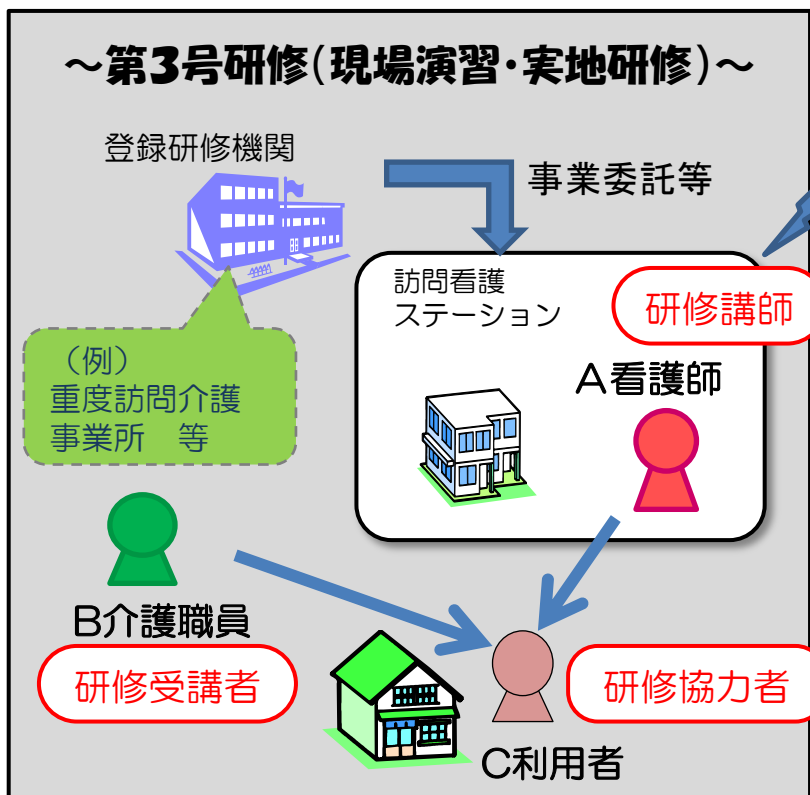 ～第3号研修(現場演習・実地研修)～
登録研修機関
事業委託等
訪問看護
ステーション
研修講師
A看護師
（例）
重度訪問介護
事業所　等
B介護職員
研修受講者
研修協力者
C利用者